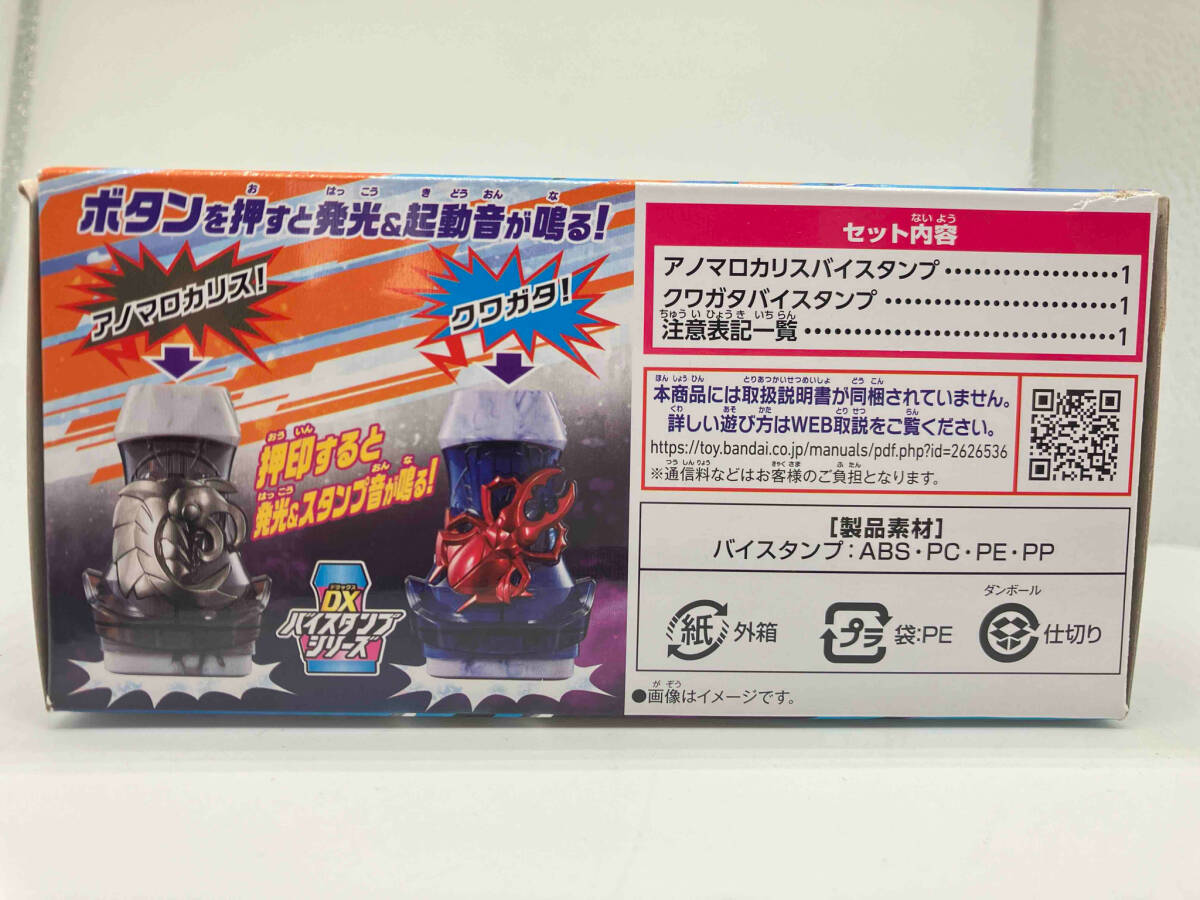 ボタンを押すと発光&起動音が鳴る!
アノマロカリス!
クワガタ!
押印すると
発光&スタンプ音が鳴る!
デラックス
DX
バイスタンプ
シリーズ
セット内容
アノマロカリスバイスタンプ・・・・・・・・・・・・・・・・・・1
クワガタバイスタンプ・・・・・・・・・・・・・・・・・・・・・・・・1
注意表記一覧・・・・・・・・・・・・・・・・・・・・・・・・・・・・・・・・1
本商品には取扱説明書が同梱されていません。
詳しい遊び方はWEB取説をご覧ください。
https://toy.bandai.co.jp/manuals/pdf.php?id=2626536
※通信料などはお客様のご負担となります。
[製品素材]
バイスタンプ:ABS・PC・PE・PP
紙 外箱
プラ 袋:PE
ダンボール
仕切り
●画像はイメージです。